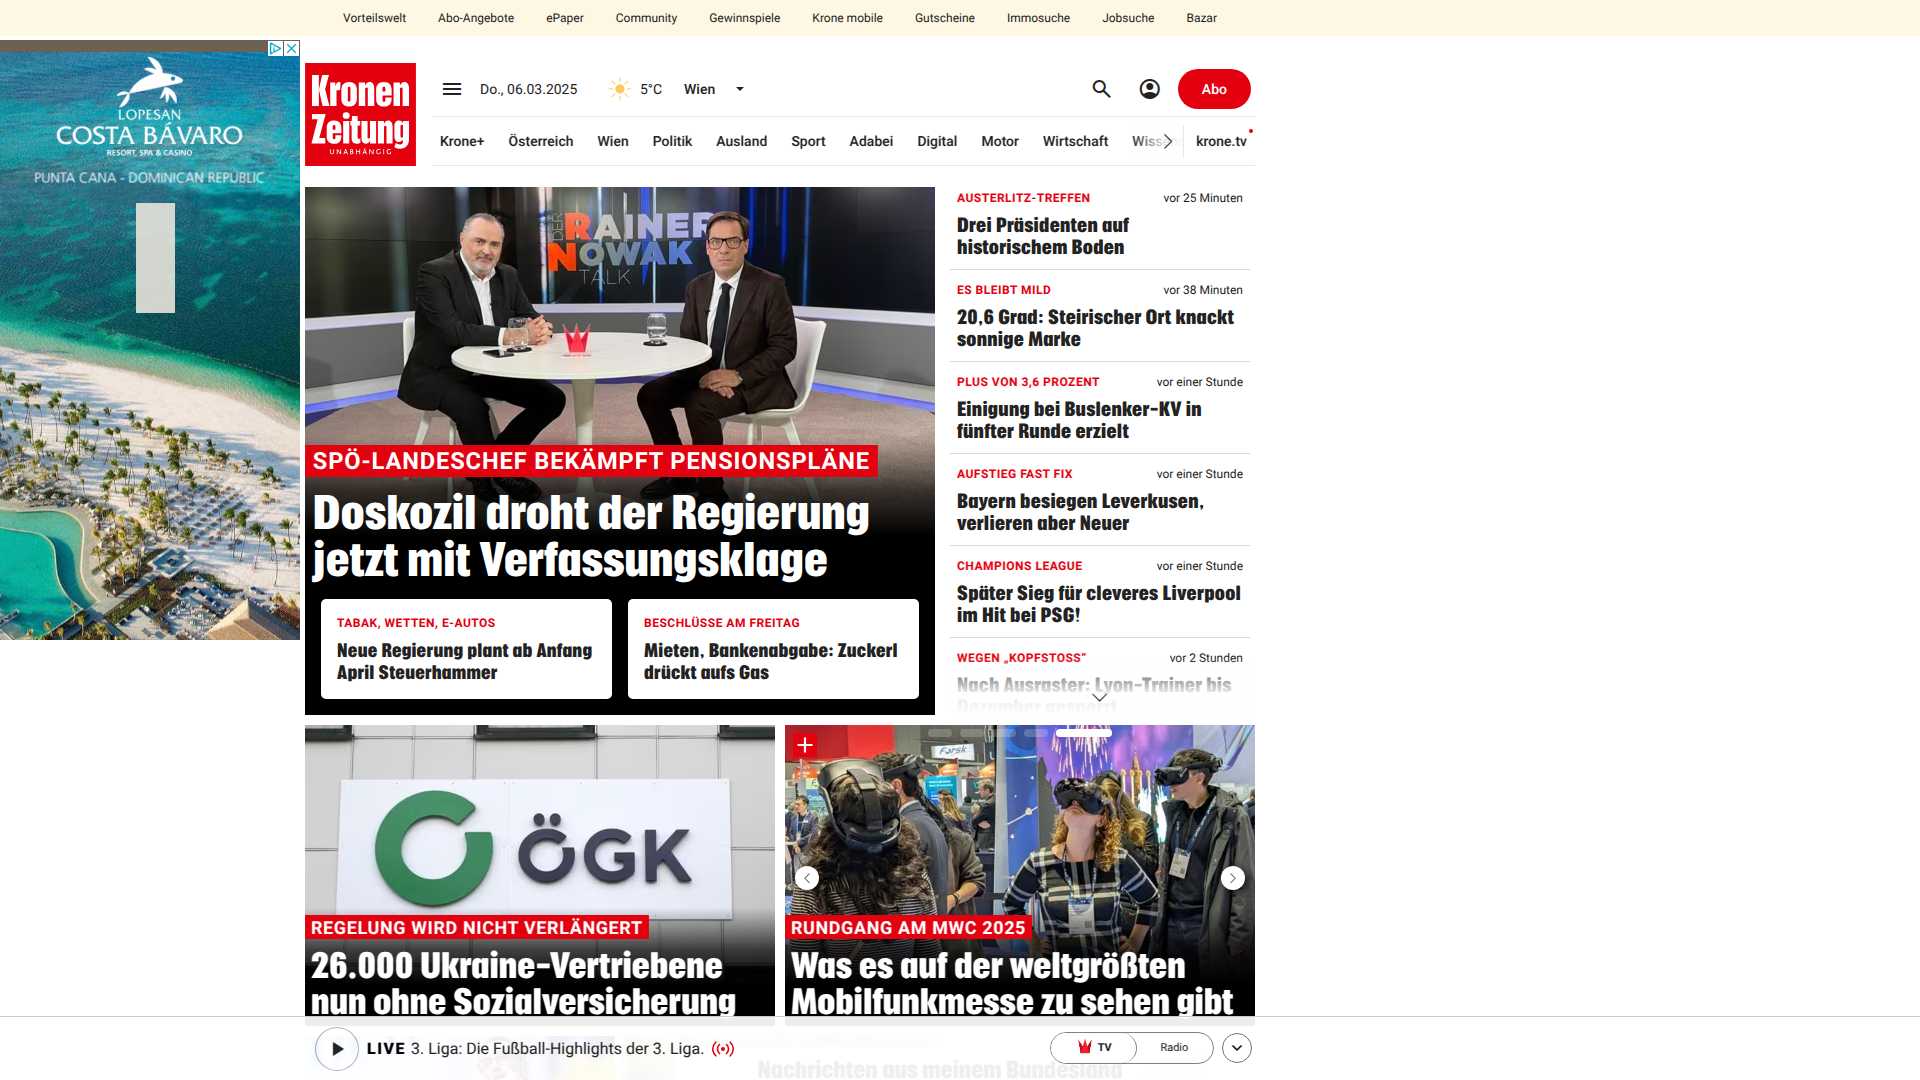 Vorteilswelt Abo-Angebote ePaper Community Gewinnspiele Krone mobile Gutscheine Immosuche Jobsuche Bazar
LOPESAN
COSTA BÁVARO
RESORT, SPA & CASINO
PUNTA CANA - DOMINICAN REPUBLIC
Kronen
Zeitung
UNABHÄNGIG
Do., 06.03.2025 5°C Wien
Abo
Krone+ Österreich Wien Politik Ausland Sport Adabei Digital Motor Wirtschaft Wissen krone.tv
DER
RAINER
NOWAK
TALK
SPÖ-LANDESCHEF BEKÄMPFT PENSIONSPLÄNE
Doskozil droht der Regierung
jetzt mit Verfassungsklage
TABAK, WETTEN, E-AUTOS
Neue Regierung plant ab Anfang
April Steuerhammer
BESCHLÜSSE AM FREITAG
Mieten, Bankenabgabe: Zuckerl
drückt aufs Gas
AUSTERLITZ-TREFFEN vor 25 Minuten
Drei Präsidenten auf
historischem Boden
ES BLEIBT MILD vor 38 Minuten
20,6 Grad: Steirischer Ort knackt
sonnige Marke
PLUS VON 3,6 PROZENT vor einer Stunde
Einigung bei Buslenker-KV in
fünfter Runde erzielt
AUFSTIEG FAST FIX vor einer Stunde
Bayern besiegen Leverkusen,
verlieren aber Neuer
CHAMPIONS LEAGUE vor einer Stunde
Später Sieg für cleveres Liverpool
im Hit bei PSG!
WEGEN „KOPFSTOSS“ vor 2 Stunden
Nach Ausraster: Lyon-Trainer bis
Dezember gesperrt
ÖGK
REGELUNG WIRD NICHT VERLÄNGERT
26.000 Ukraine-Vertriebene
nun ohne Sozialversicherung
RUNDGANG AM MWC 2025
Was es auf der weltgrößten
Mobilfunkmesse zu sehen gibt
LIVE 3. Liga: Die Fußball-Highlights der 3. Liga.
TV Radio
Nachrichten aus meinem Bundesland